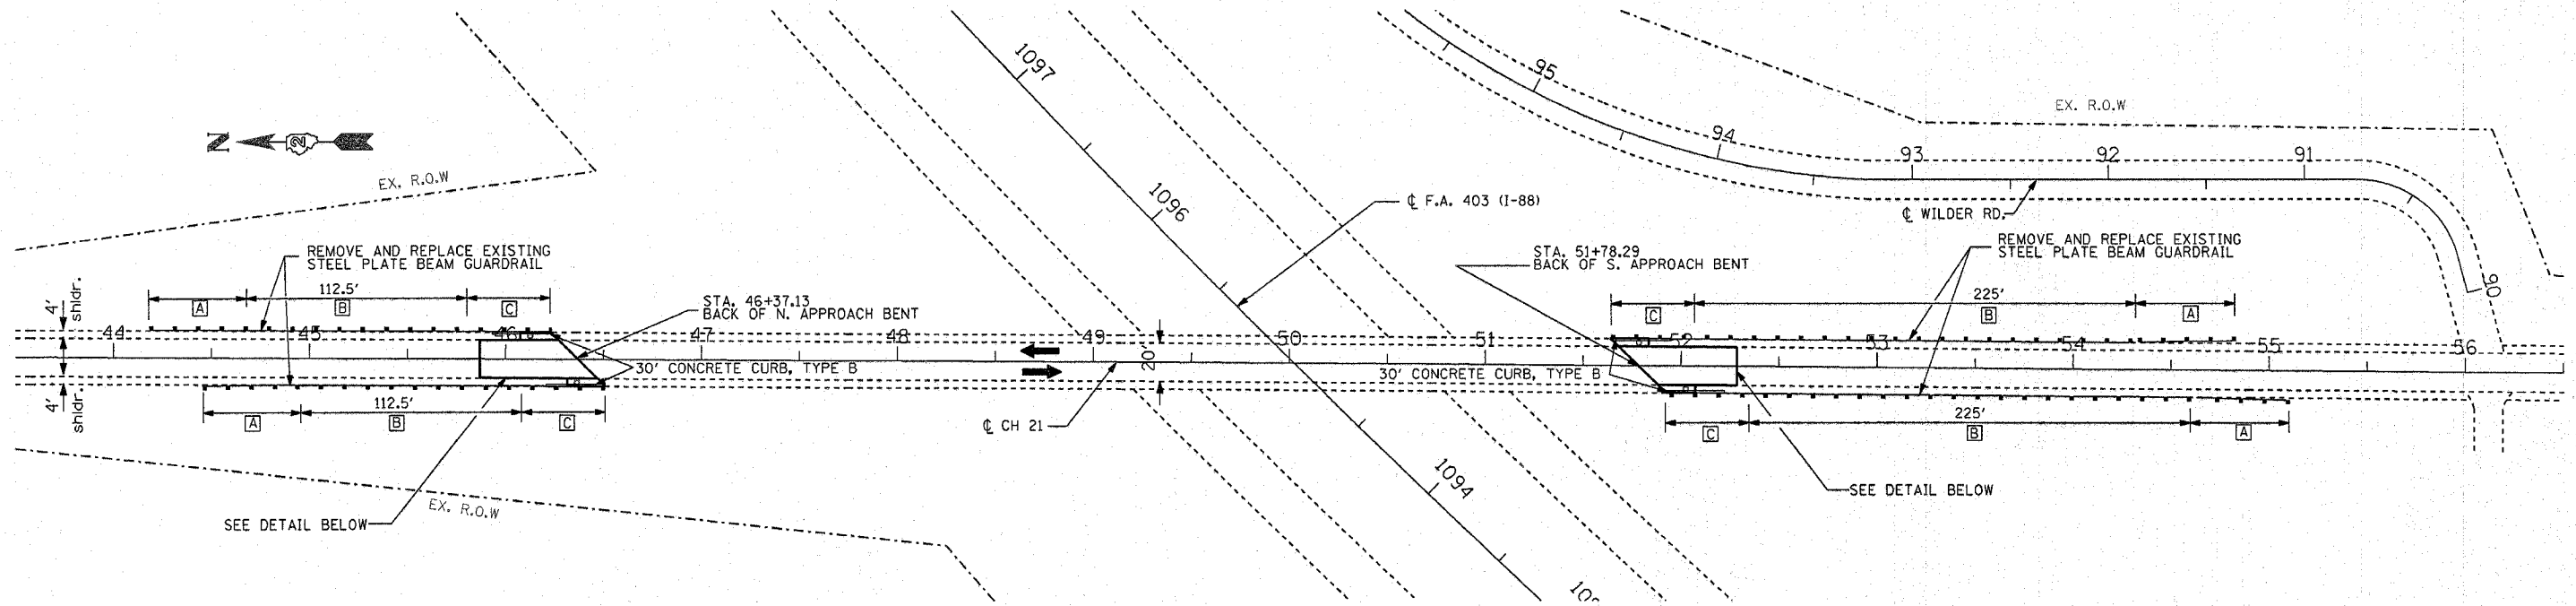 1097
95
EX. R.O.W
94
93
92
91
N
2
EX. R.O.W
1096
℄ F.A. 403 (I-88)
℄ WILDER RD.
REMOVE AND REPLACE EXISTING
STEEL PLATE BEAM GUARDRAIL
STA. 51+78.29
BACK OF S. APPROACH BENT
REMOVE AND REPLACE EXISTING
STEEL PLATE BEAM GUARDRAIL
90
4'
shldr.
112.5'
A
B
C
STA. 46+37.13
BACK OF N. APPROACH BENT
225'
C
B
A
44
45
46
47
48
49
50
51
52
53
54
55
56
20'
30' CONCRETE CURB, TYPE B
30' CONCRETE CURB, TYPE B
4'
shldr.
112.5'
A
B
C
℄ CH 21
225'
C
B
A
1094
SEE DETAIL BELOW
EX. R.O.W
SEE DETAIL BELOW